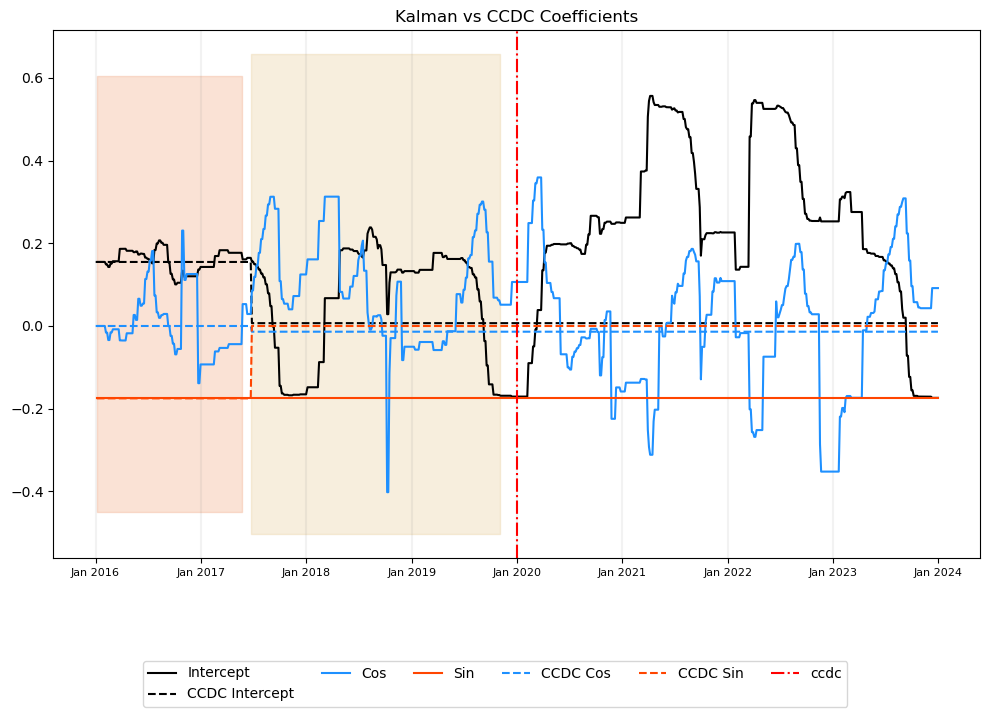 Kalman vs CCDC Coefficients
0.6
0.4
0.2
0.0
−0.2
−0.4
Jan 2016 Jan 2017 Jan 2018 Jan 2019 Jan 2020 Jan 2021 Jan 2022 Jan 2023 Jan 2024
Intercept Cos Sin CCDC Cos CCDC Sin ccdc
CCDC Intercept